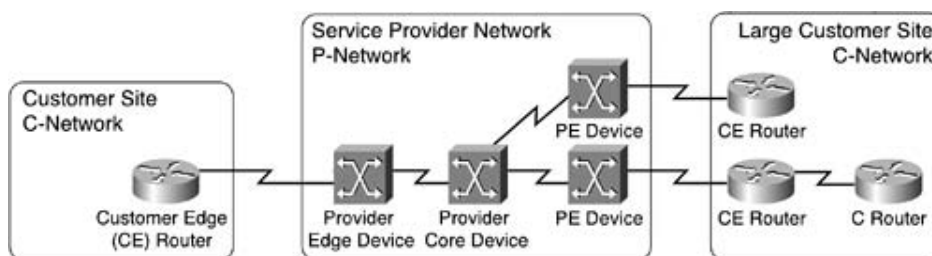 Service Provider Network
P-Network
Large Customer Site
C-Network
Customer Site
C-Network
PE Device
CE Router
Customer Edge
(CE) Router
Provider
Edge Device
Provider
Core Device
PE Device
CE Router
C Router